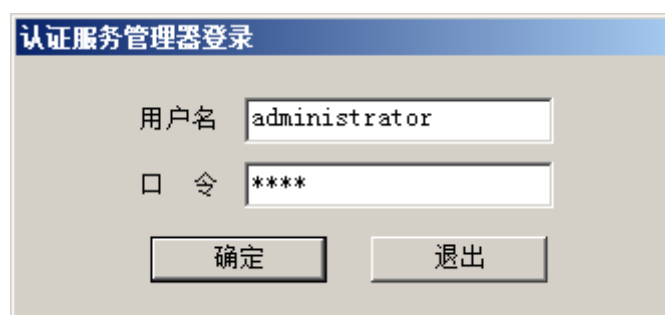 认证服务管理器登录
用户名 administrator
口 令 ****
确定 退出